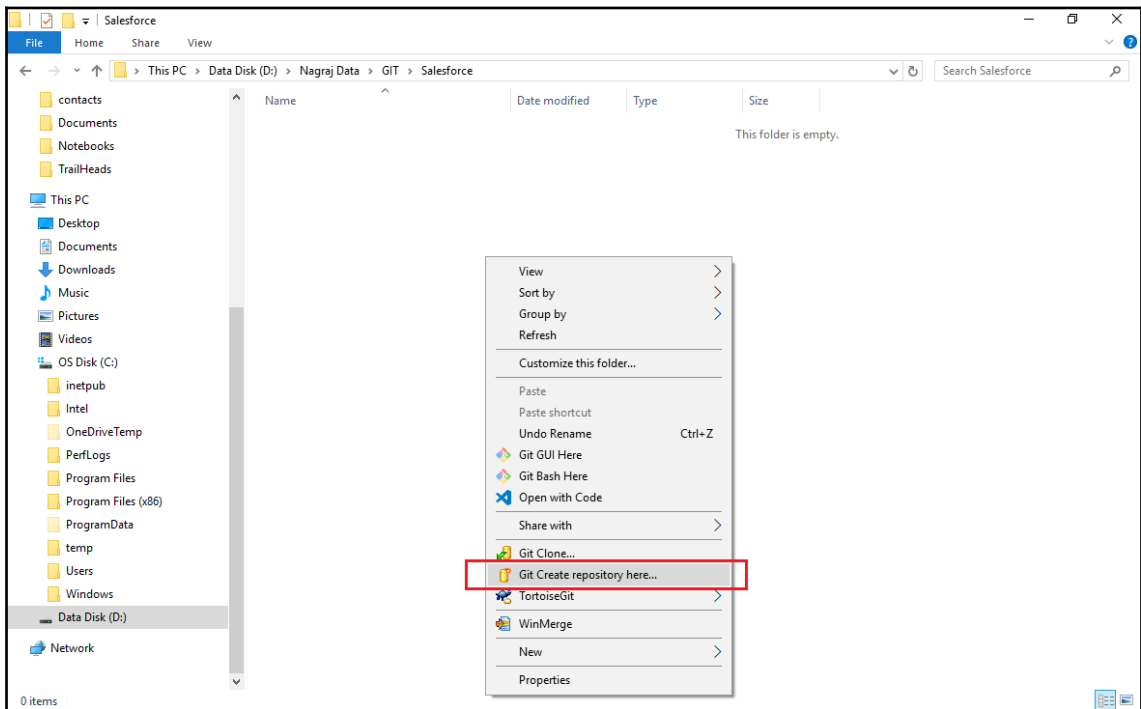 Salesforce
File Home Share View
This PC > Data Disk (D:) > Nagraj Data > GIT > Salesforce
Search Salesforce
contacts
Documents
Notebooks
TrailHeads
This PC
Desktop
Documents
Downloads
Music
Pictures
Videos
OS Disk (C:)
inetpub
Intel
OneDriveTemp
PerfLogs
Program Files
Program Files (x86)
ProgramData
temp
Users
Windows
Data Disk (D:)
Network
Name Date modified Type Size
This folder is empty.
View
Sort by
Group by
Refresh
Customize this folder...
Paste
Paste shortcut
Undo Rename Ctrl+Z
Git GUI Here
Git Bash Here
Open with Code
Share with
Git Clone...
Git Create repository here...
TortoiseGit
WinMerge
New
Properties
0 items